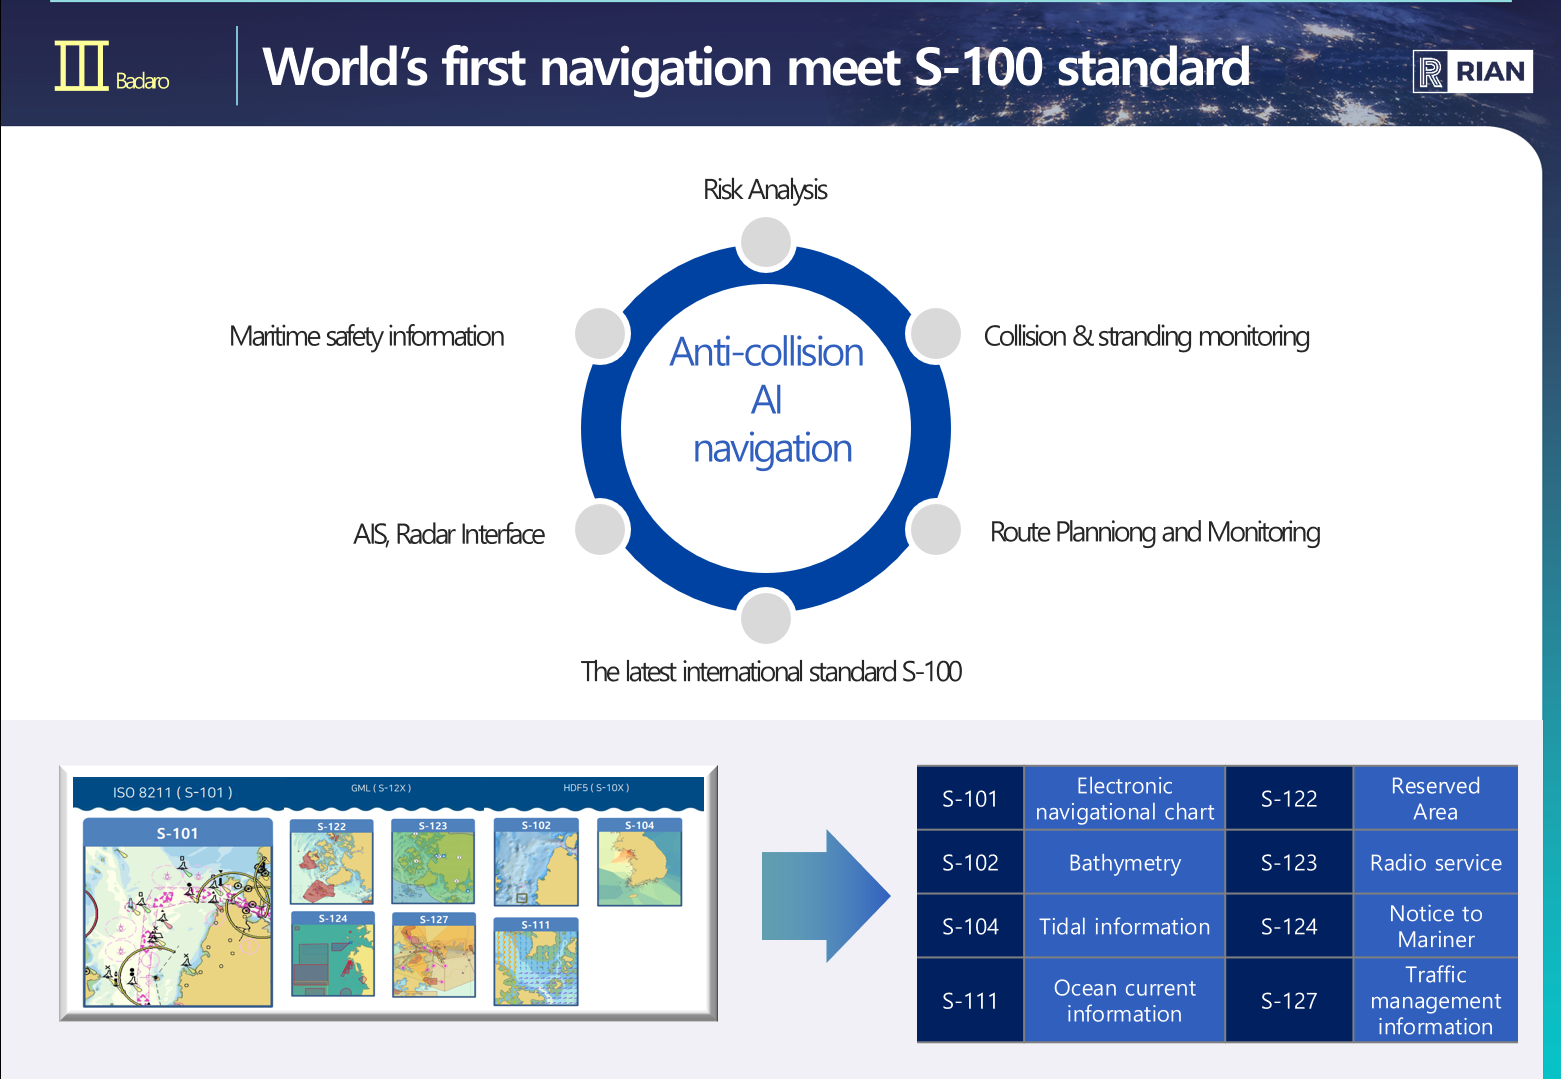 III Badaro
World's first navigation meet S-100 standard
R RIAN
Risk Analysis
Maritime safety information
Collision & stranding monitoring
Anti-collision
AI
navigation
AIS, Radar Interface
Route Planniong and Monitoring
The latest international standard S-100
ISO 8211 ( S-101 )
GML ( S-12X )
HDF5 ( S-10X )
S-101
S-122
S-123
S-102
S-104
S-124
S-127
S-111
S-101
Electronic
navigational chart
S-122
Reserved
Area
S-102
Bathymetry
S-123
Radio service
S-104
Tidal information
S-124
Notice to
Mariner
S-111
Ocean current
information
S-127
Traffic
management
information